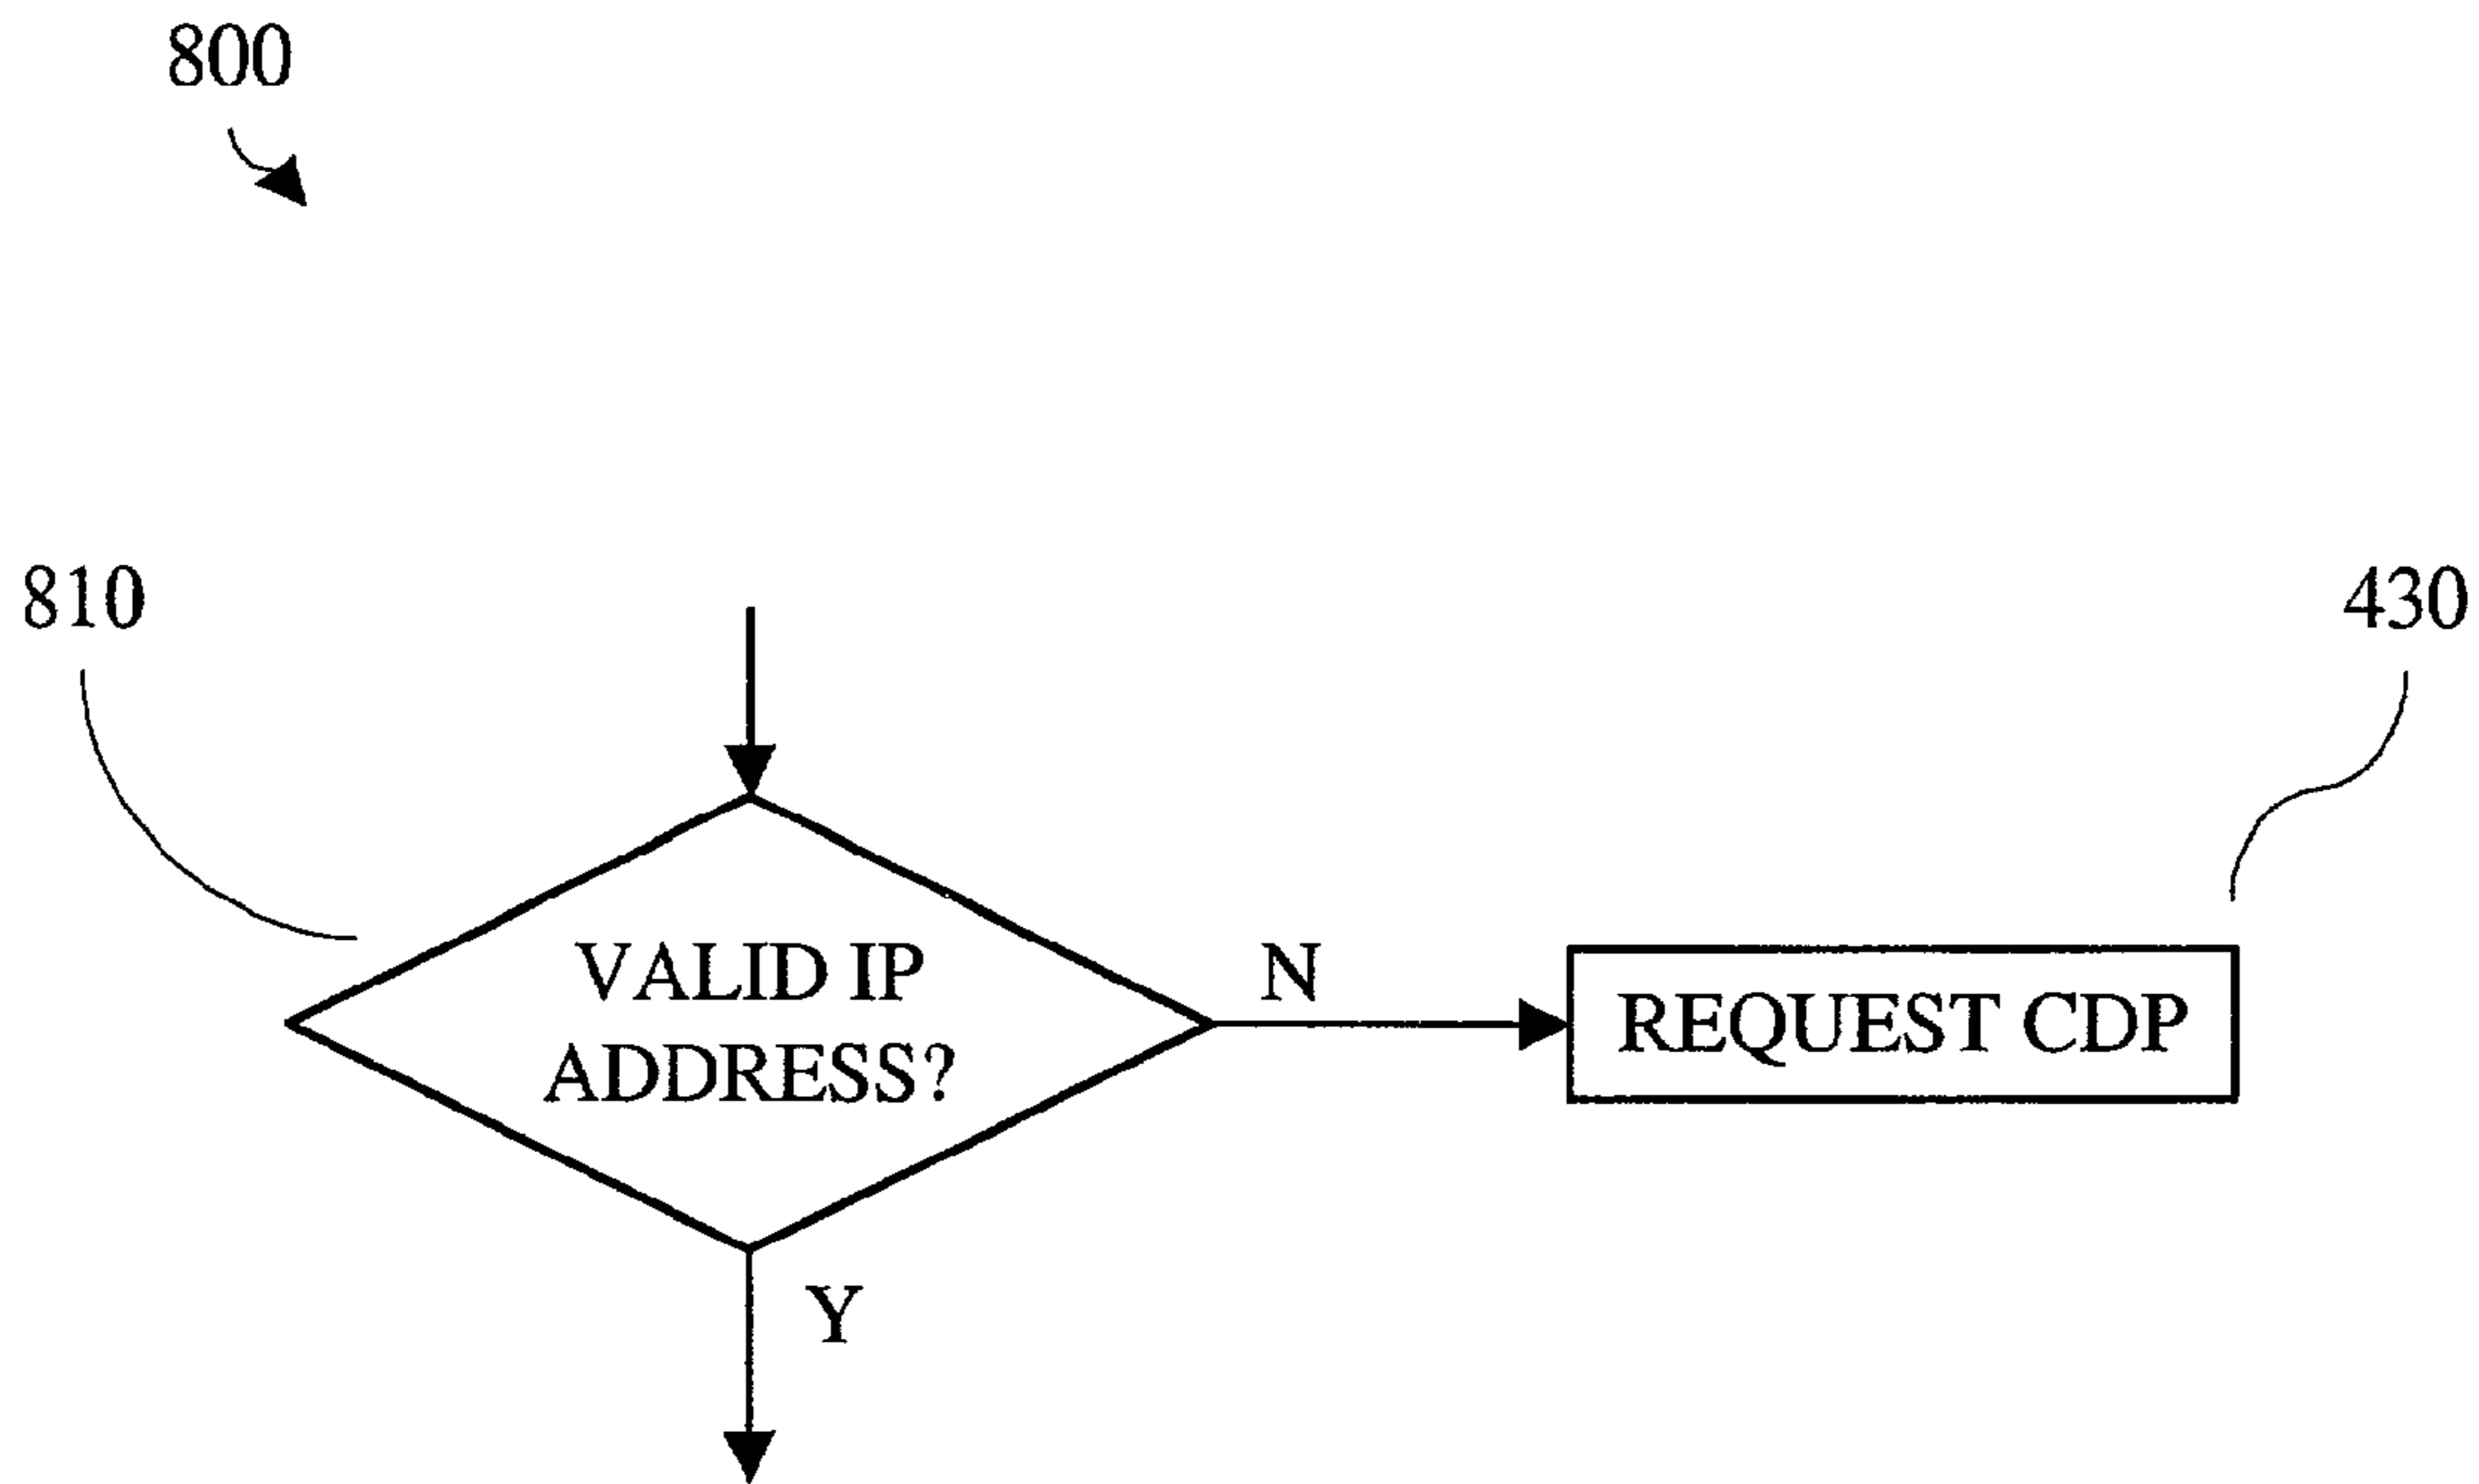 800
810
430
VALID IP
ADDRESS?
N
REQUEST CDP
Y